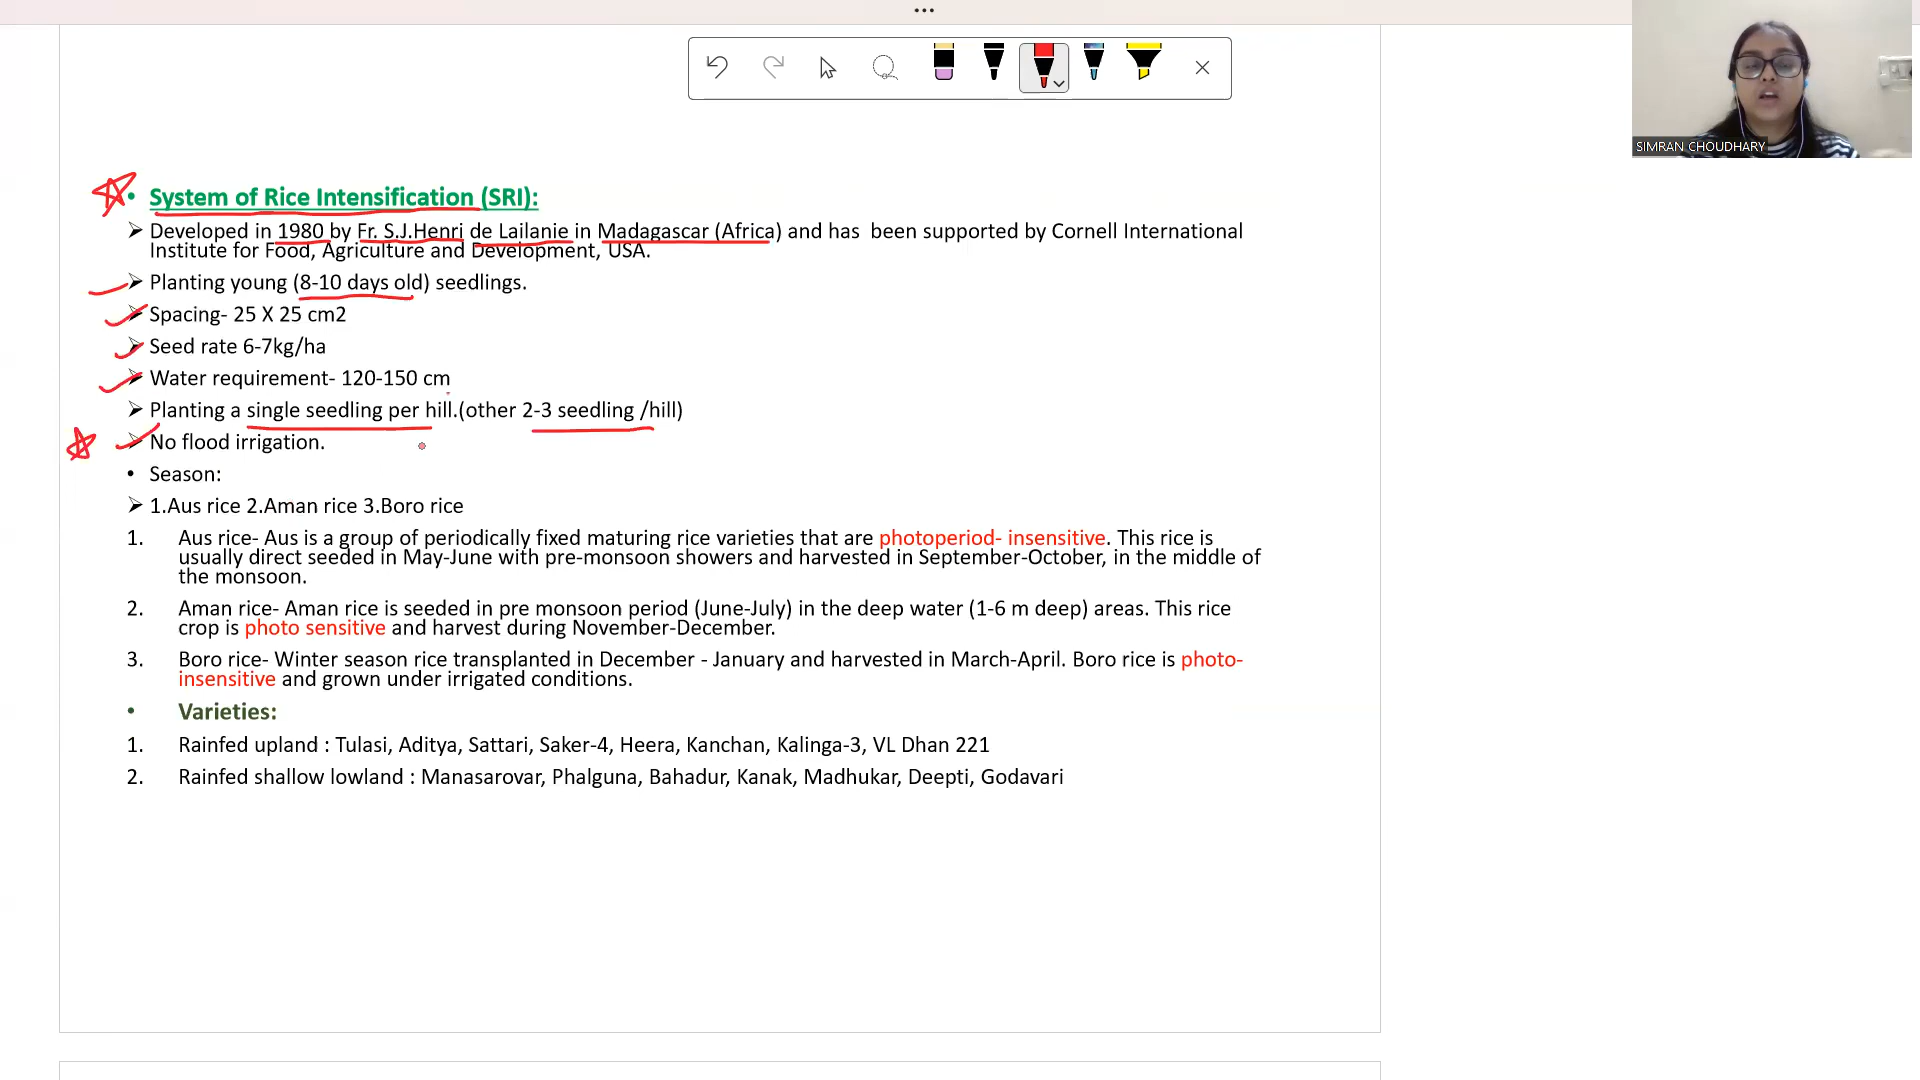 SIMRAN CHOUDHARY
• System of Rice Intensification (SRI):
➢ Developed in 1980 by Fr. S.J.Henri de Lailanie in Madagascar (Africa) and has been supported by Cornell International
Institute for Food, Agriculture and Development, USA.
➢ Planting young (8-10 days old) seedlings.
➢ Spacing- 25 X 25 cm2
➢ Seed rate 6-7kg/ha
➢ Water requirement- 120-150 cm
➢ Planting a single seedling per hill.(other 2-3 seedling /hill)
➢ No flood irrigation.
• Season:
➢ 1.Aus rice 2.Aman rice 3.Boro rice
1. Aus rice- Aus is a group of periodically fixed maturing rice varieties that are photoperiod- insensitive. This rice is
usually direct seeded in May-June with pre-monsoon showers and harvested in September-October, in the middle of
the monsoon.
2. Aman rice- Aman rice is seeded in pre monsoon period (June-July) in the deep water (1-6 m deep) areas. This rice
crop is photo sensitive and harvest during November-December.
3. Boro rice- Winter season rice transplanted in December - January and harvested in March-April. Boro rice is photo-
insensitive and grown under irrigated conditions.
• Varieties:
1. Rainfed upland : Tulasi, Aditya, Sattari, Saker-4, Heera, Kanchan, Kalinga-3, VL Dhan 221
2. Rainfed shallow lowland : Manasarovar, Phalguna, Bahadur, Kanak, Madhukar, Deepti, Godavari